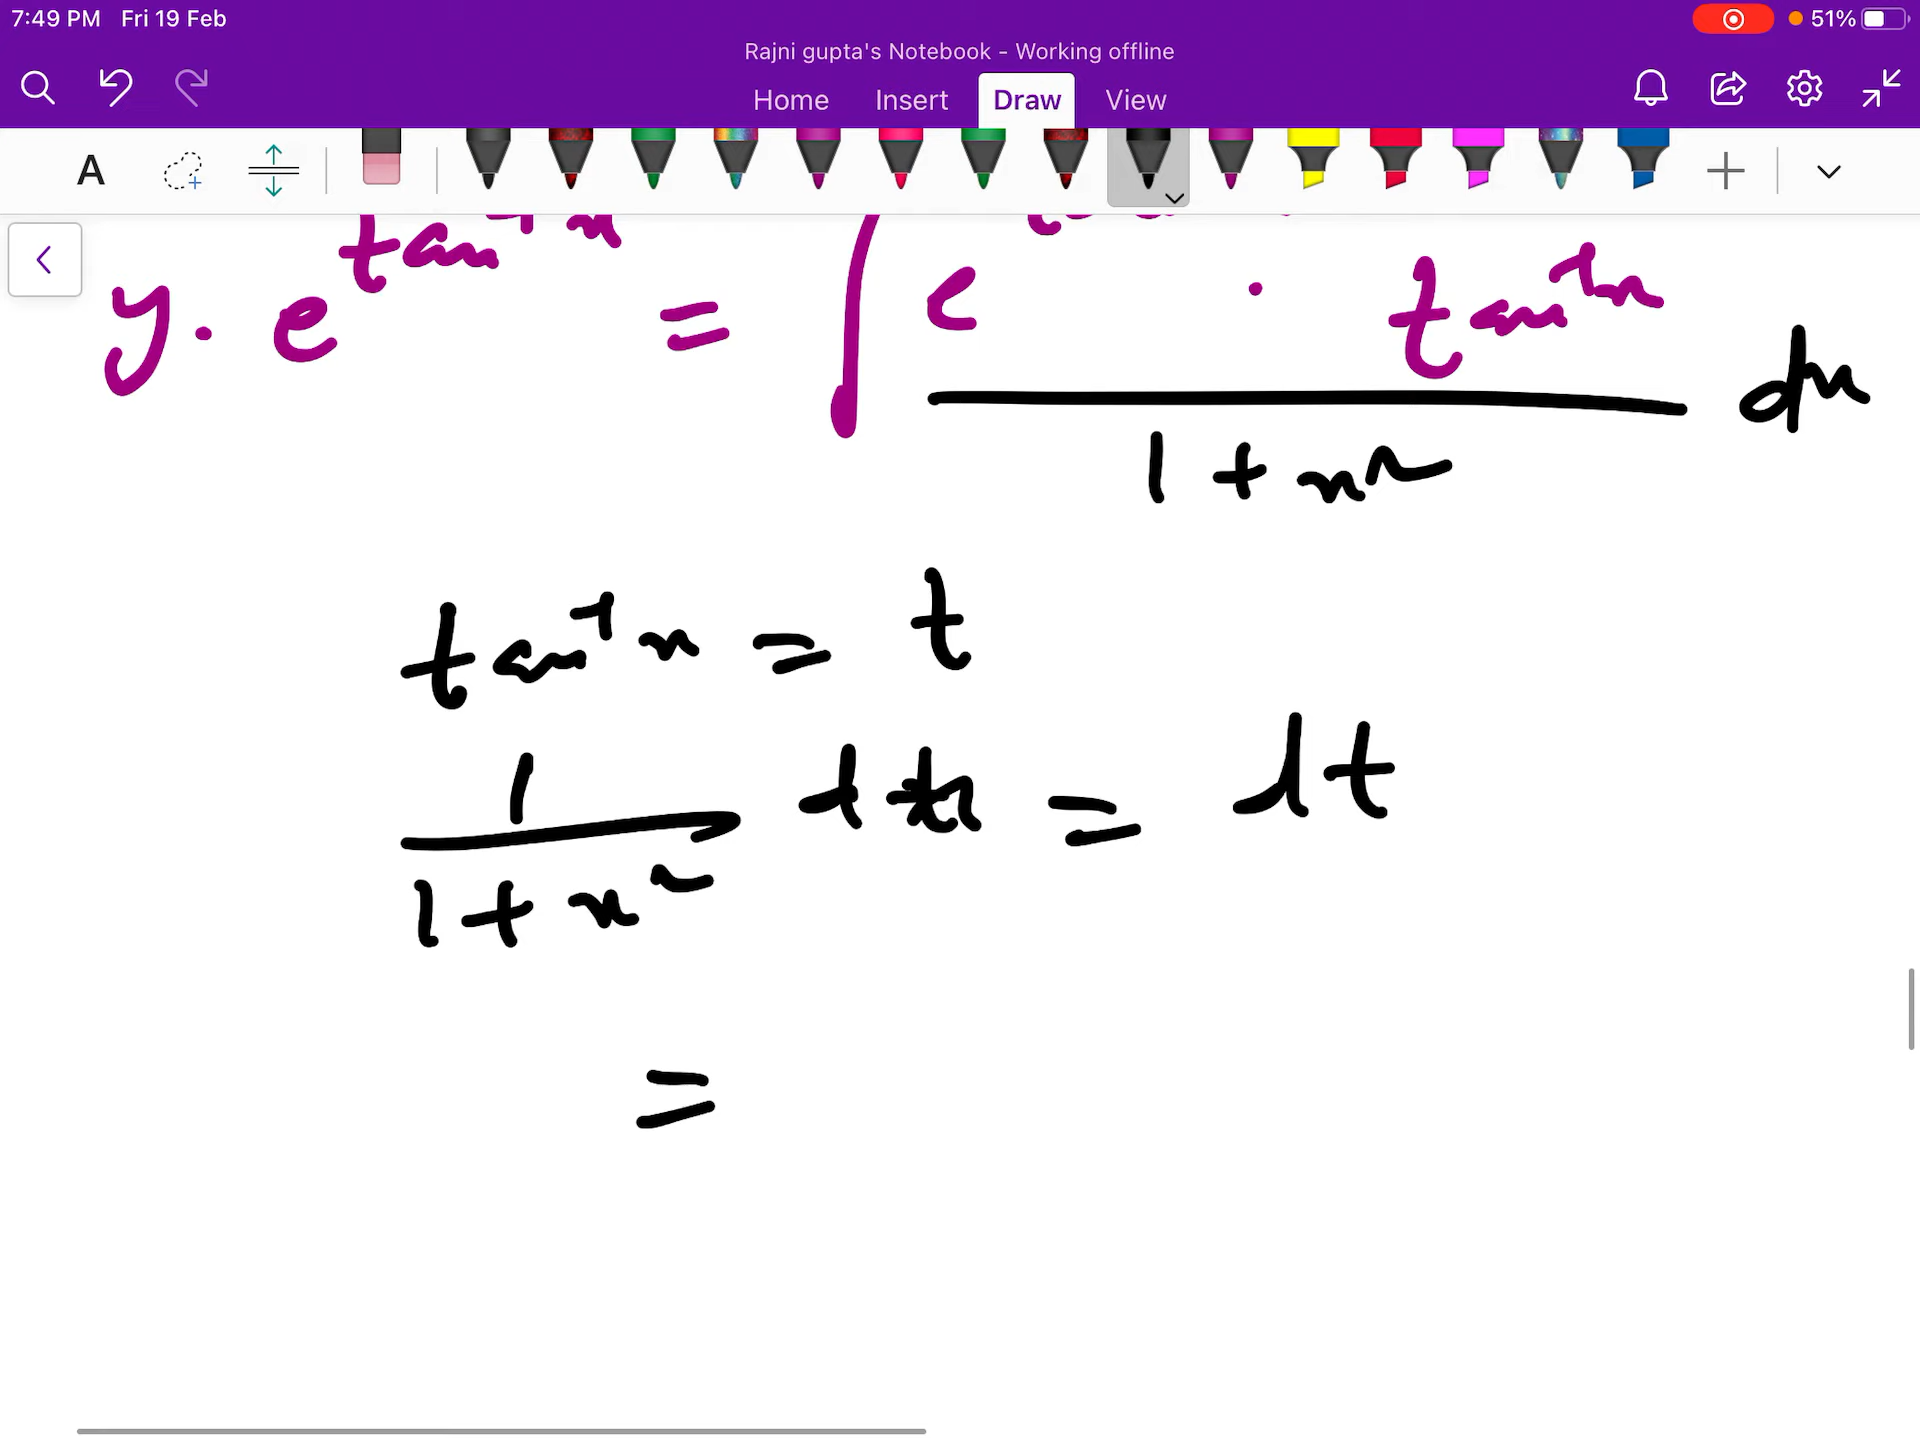 7:49 PM Fri 19 Feb
51%
Rajni gupta's Notebook - Working offline
Home Insert Draw View
A
y. e^{tan⁻¹x} = ∫ e · tan⁻¹x dx
1 + x²
tan⁻¹x = t
1
dx = dt
1 + x²
=